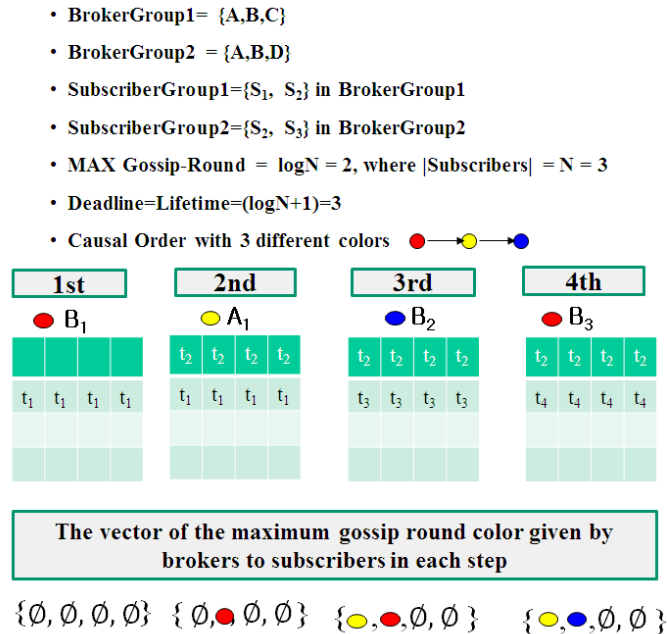 • BrokerGroup1= {A,B,C}
• BrokerGroup2 = {A,B,D}
• SubscriberGroup1={S₁, S₂} in BrokerGroup1
• SubscriberGroup2={S₂, S₃} in BrokerGroup2
• MAX Gossip-Round = logN = 2, where |Subscribers| = N = 3
• Deadline=Lifetime=(logN+1)=3
• Causal Order with 3 different colors
1st 2nd 3rd 4th
B₁ A₁ B₂ B₃
t₂ t₂ t₂ t₂ t₂ t₂ t₂ t₂ t₂ t₂ t₂ t₂
t₁ t₁ t₁ t₁ t₁ t₁ t₁ t₁ t₃ t₃ t₃ t₃ t₄ t₄ t₄ t₄
The vector of the maximum gossip round color given by
brokers to subscribers in each step
{Ø, Ø, Ø, Ø} { Ø, , Ø, Ø } { , , Ø, Ø } { , , Ø, Ø }